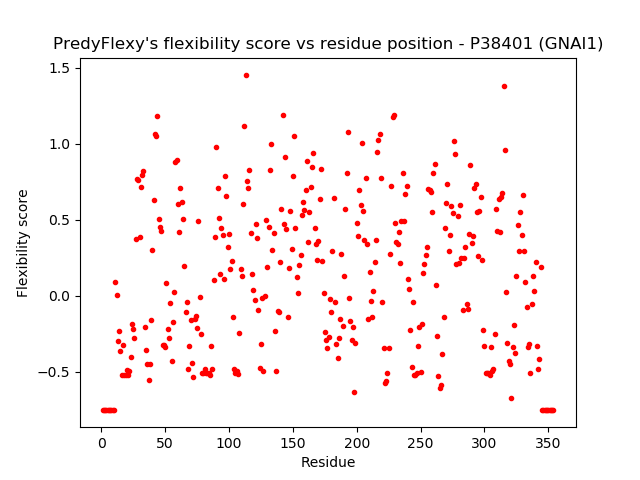 PredyFlexy's flexibility score vs residue position - P38401 (GNAI1)
1.5
1.0
0.5
0.0
−0.5
Flexibility score
0 50 100 150 200 250 300 350
Residue